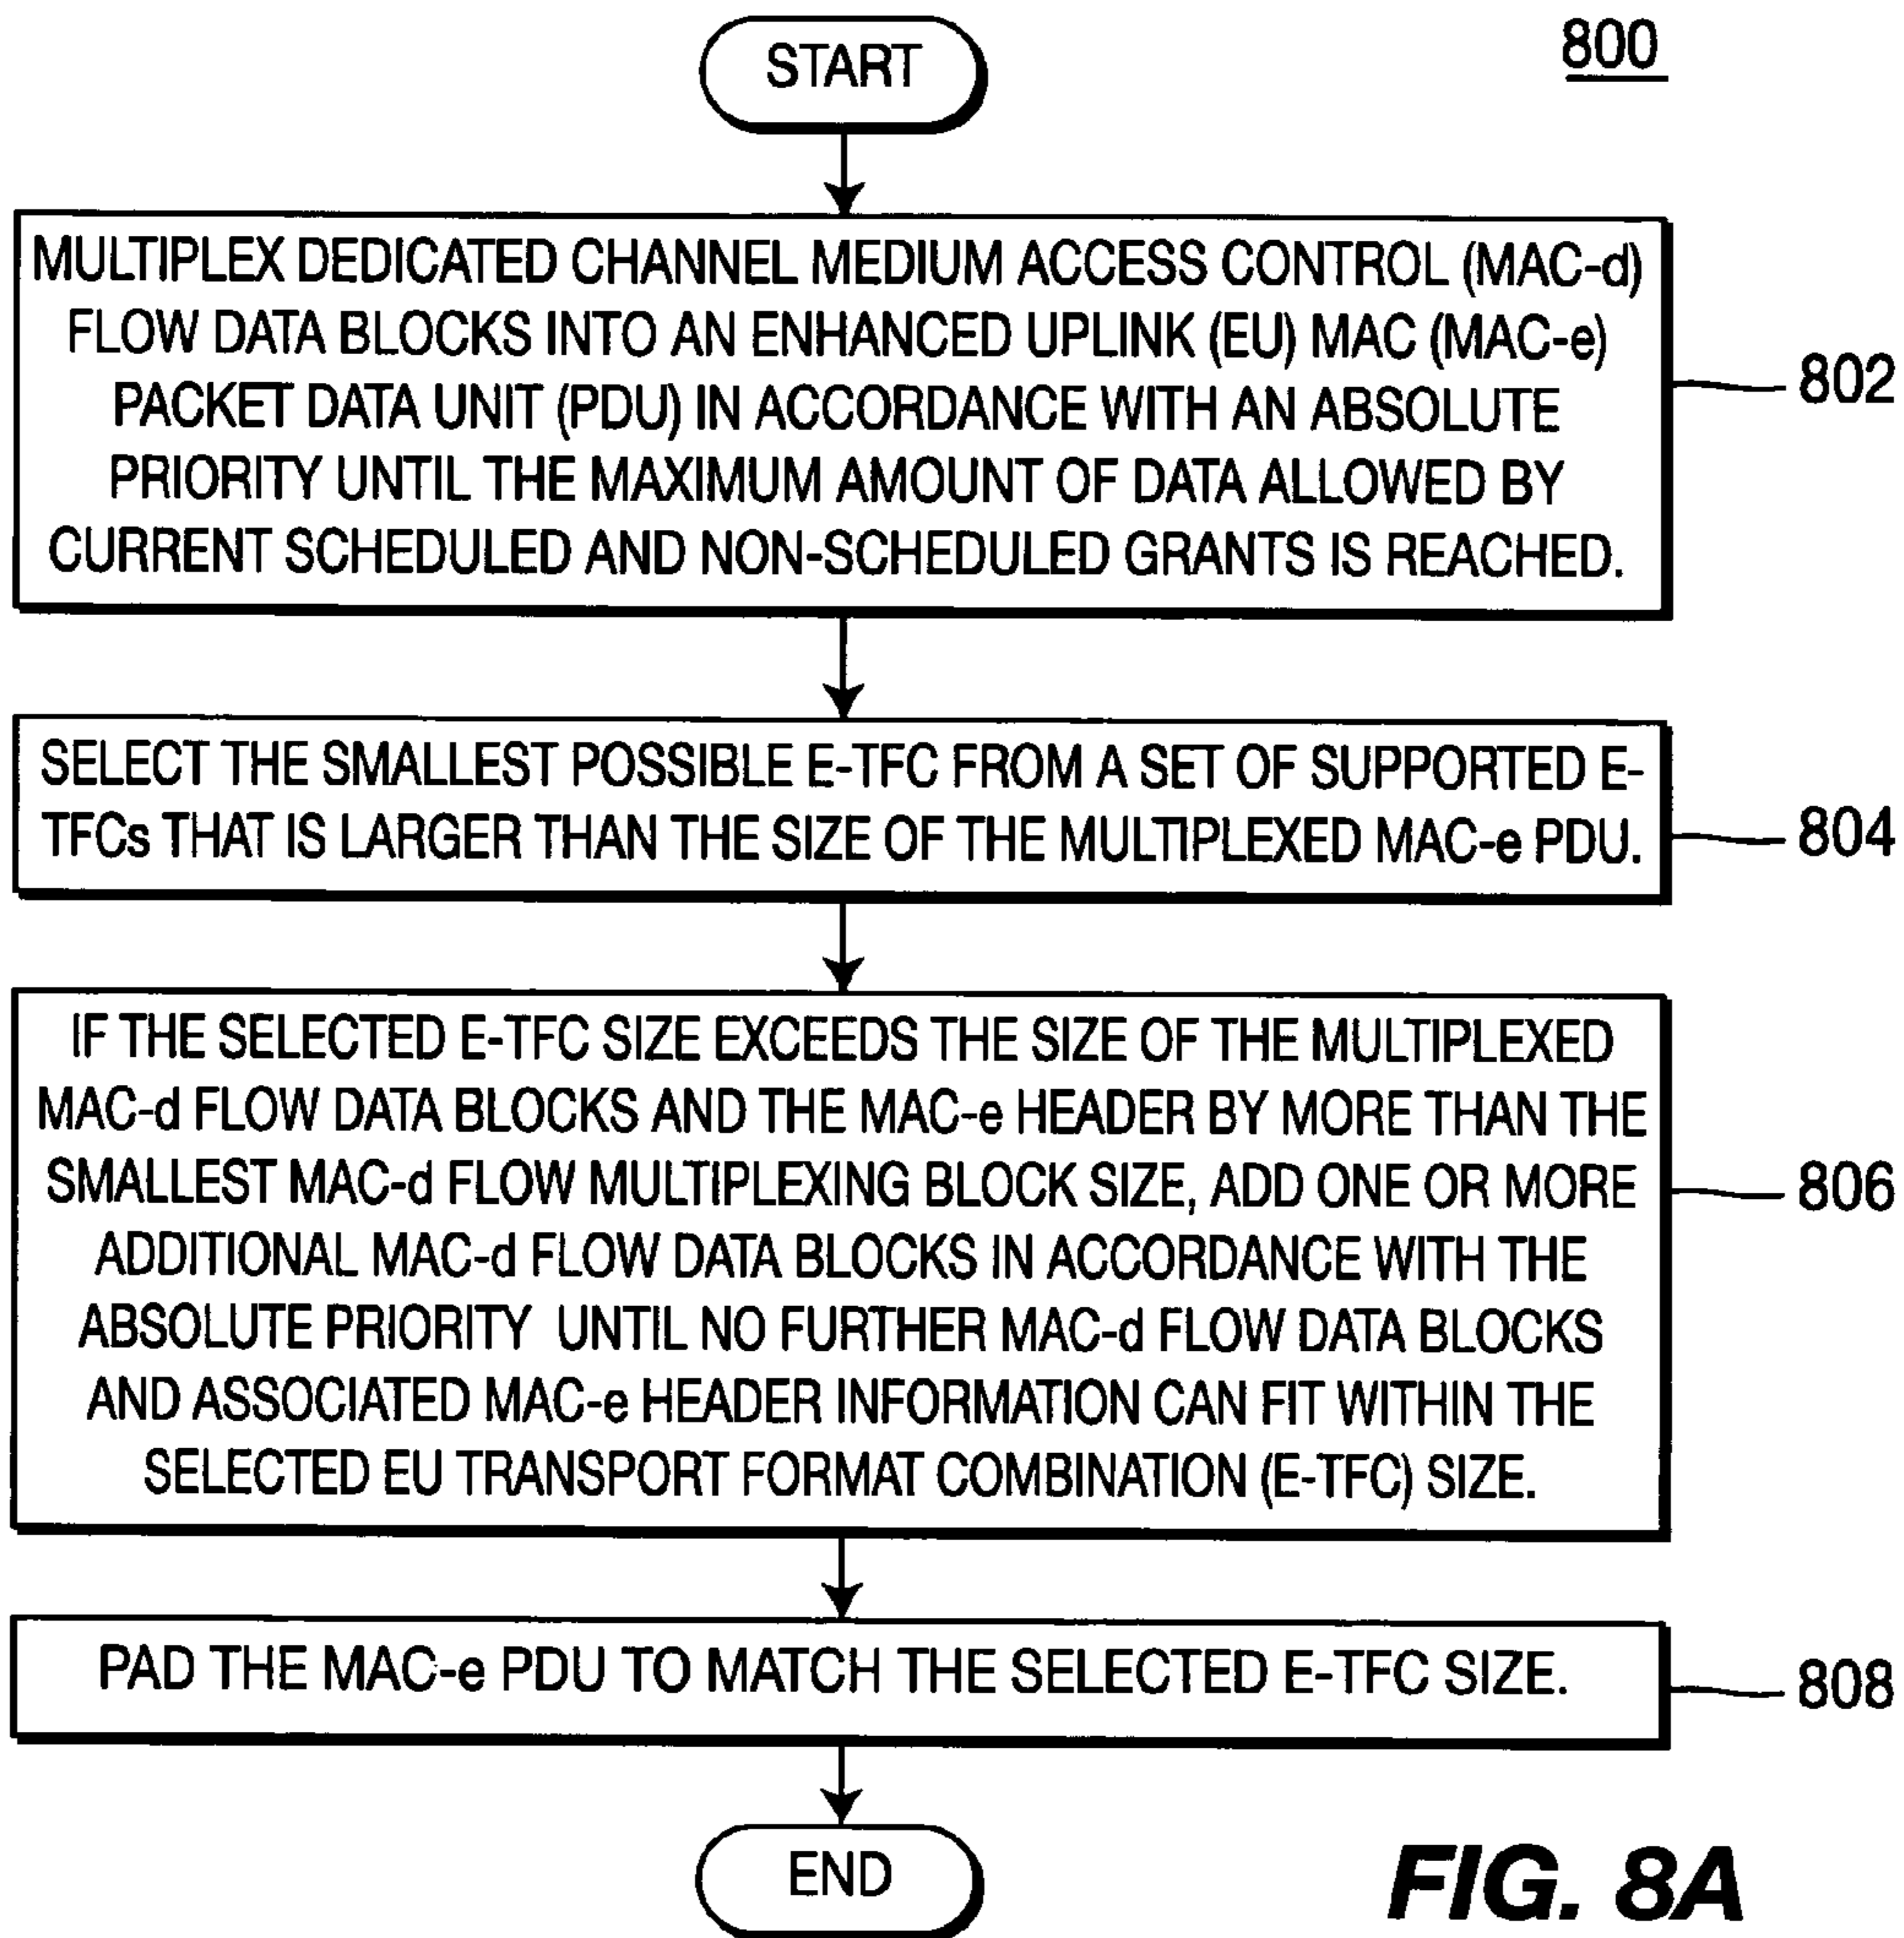 START
800
MULTIPLEX DEDICATED CHANNEL MEDIUM ACCESS CONTROL (MAC-d)
FLOW DATA BLOCKS INTO AN ENHANCED UPLINK (EU) MAC (MAC-e)
PACKET DATA UNIT (PDU) IN ACCORDANCE WITH AN ABSOLUTE
PRIORITY UNTIL THE MAXIMUM AMOUNT OF DATA ALLOWED BY
CURRENT SCHEDULED AND NON-SCHEDULED GRANTS IS REACHED.
802
SELECT THE SMALLEST POSSIBLE E-TFC FROM A SET OF SUPPORTED E-
TFCs THAT IS LARGER THAN THE SIZE OF THE MULTIPLEXED MAC-e PDU.
804
IF THE SELECTED E-TFC SIZE EXCEEDS THE SIZE OF THE MULTIPLEXED
MAC-d FLOW DATA BLOCKS AND THE MAC-e HEADER BY MORE THAN THE
SMALLEST MAC-d FLOW MULTIPLEXING BLOCK SIZE, ADD ONE OR MORE
ADDITIONAL MAC-d FLOW DATA BLOCKS IN ACCORDANCE WITH THE
ABSOLUTE PRIORITY UNTIL NO FURTHER MAC-d FLOW DATA BLOCKS
AND ASSOCIATED MAC-e HEADER INFORMATION CAN FIT WITHIN THE
SELECTED EU TRANSPORT FORMAT COMBINATION (E-TFC) SIZE.
806
PAD THE MAC-e PDU TO MATCH THE SELECTED E-TFC SIZE.
808
END
FIG. 8A